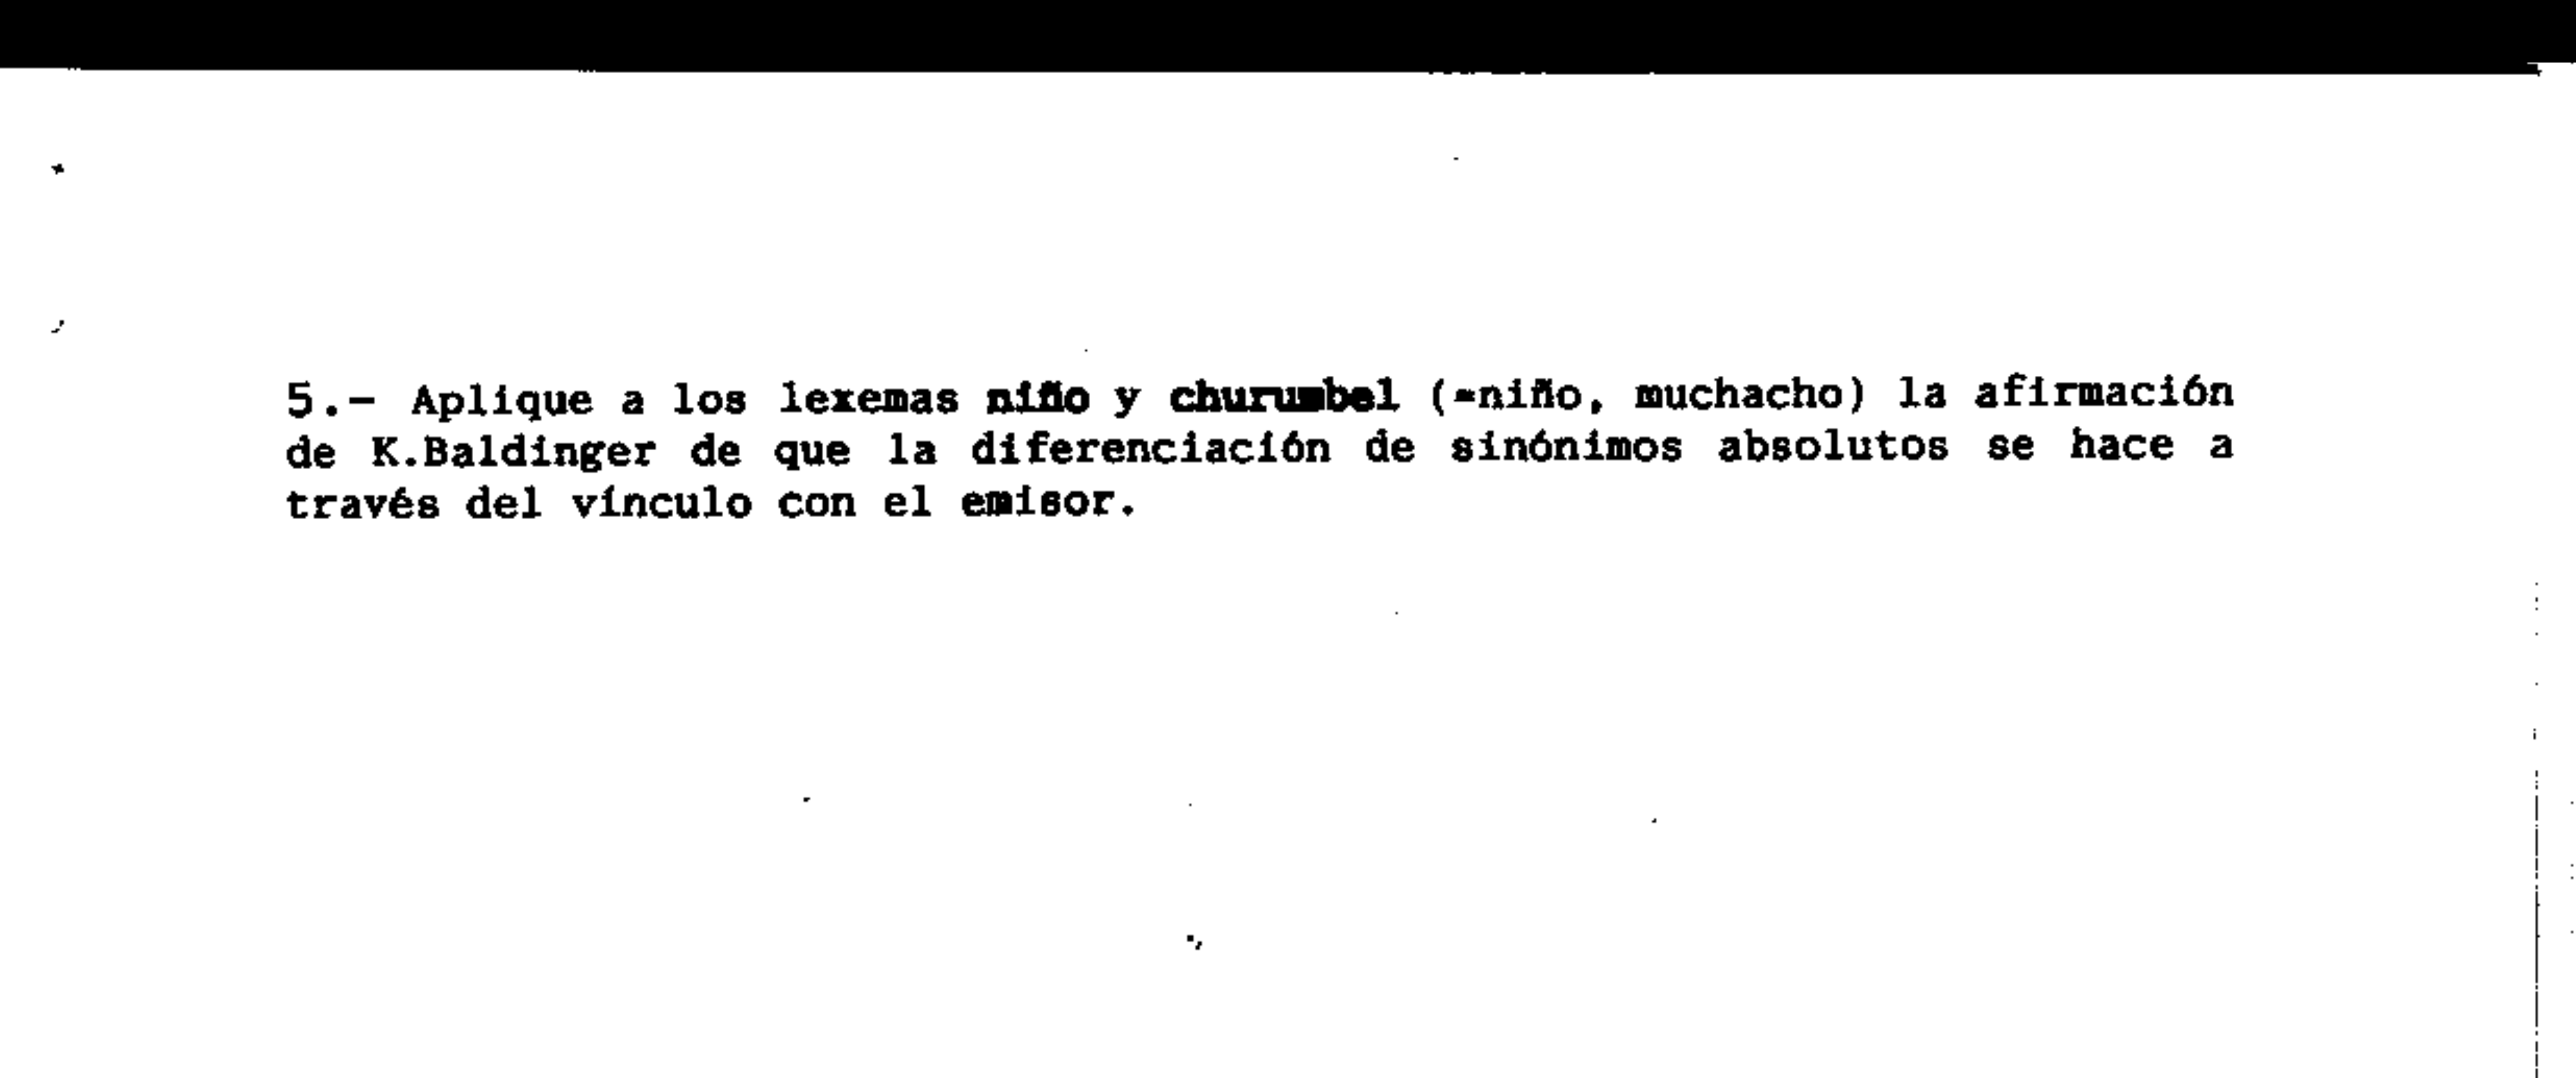 5.- Aplique a los lexemas niño y churumbel (=niño, muchacho) la afirmación
de K.Baldinger de que la diferenciación de sinónimos absolutos se hace a
través del vínculo con el emisor.